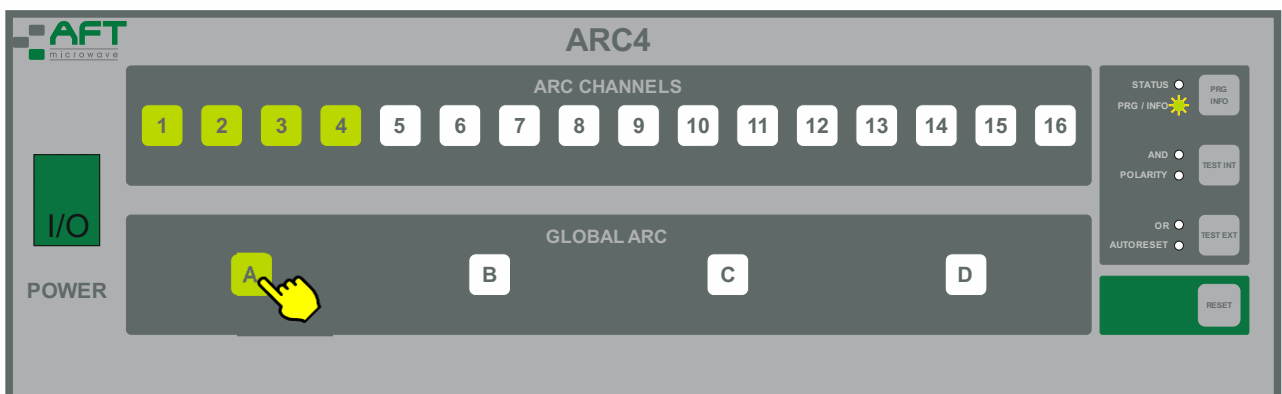 AFT
microwave
ARC4
ARC CHANNELS
1 2 3 4 5 6 7 8 9 10 11 12 13 14 15 16
GLOBAL ARC
A B C D
I/O
POWER
STATUS
PRG / INFO
PRG
INFO
AND
POLARITY
TEST INT
OR
AUTORESET
TEST EXT
RESET